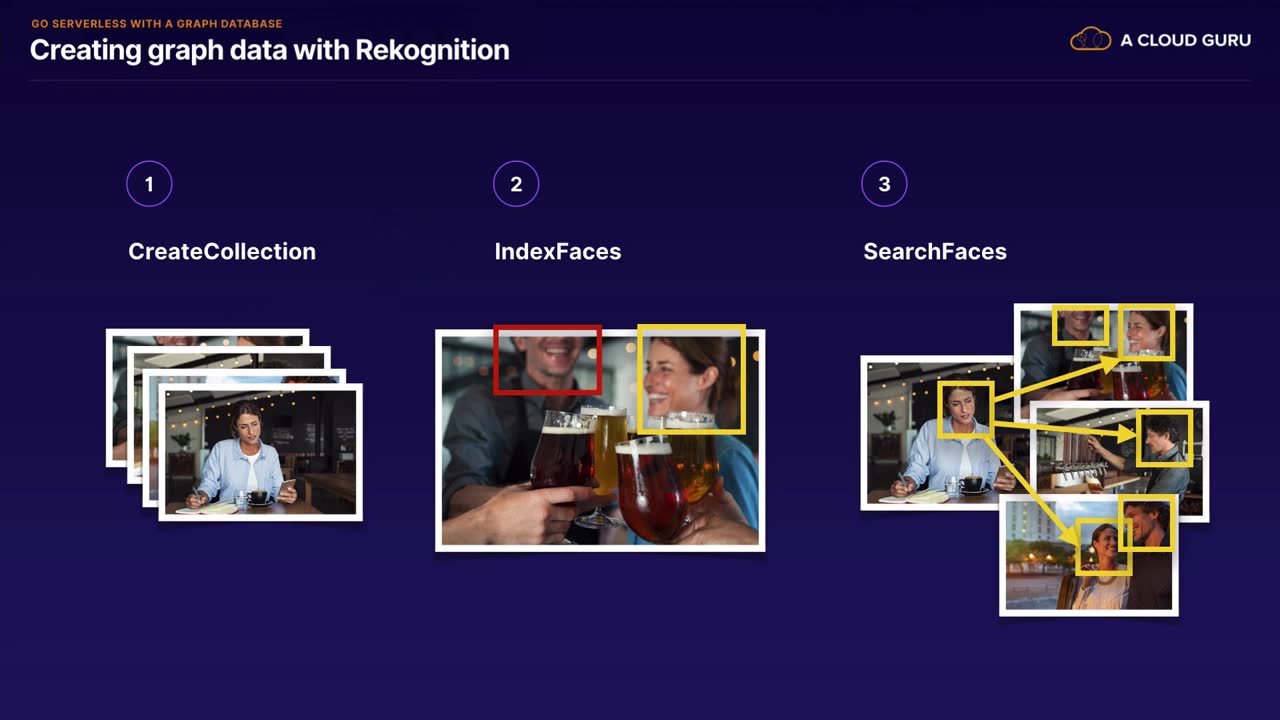 GO SERVERLESS WITH A GRAPH DATABASE
Creating graph data with Rekognition
A CLOUD GURU
1
2
3
CreateCollection
IndexFaces
SearchFaces